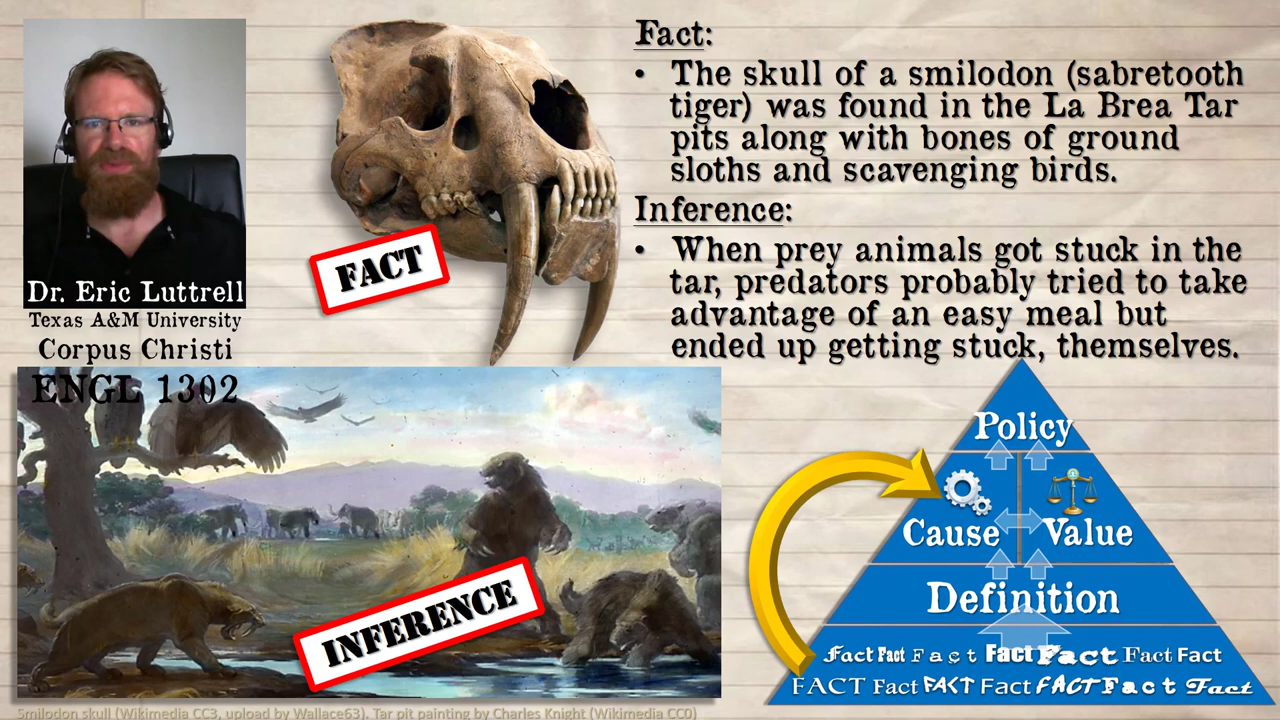 Dr. Eric Luttrell
Texas A&M University
Corpus Christi
ENGL 1302
FACT
Fact:
• The skull of a smilodon (sabretooth
tiger) was found in the La Brea Tar
pits along with bones of ground
sloths and scavenging birds.
Inference:
• When prey animals got stuck in the
tar, predators probably tried to take
advantage of an easy meal but
ended up getting stuck, themselves.
INFERENCE
Policy
Cause Value
Definition
Fact Fact Fact Fact Fact Fact Fact
FACT Fact FAKT Fact FACT Fact Fact
Smilodon skull (Wikimedia CC3, upload by Wallace63), Tar pit painting by Charles Knight (Wikimedia CC0)